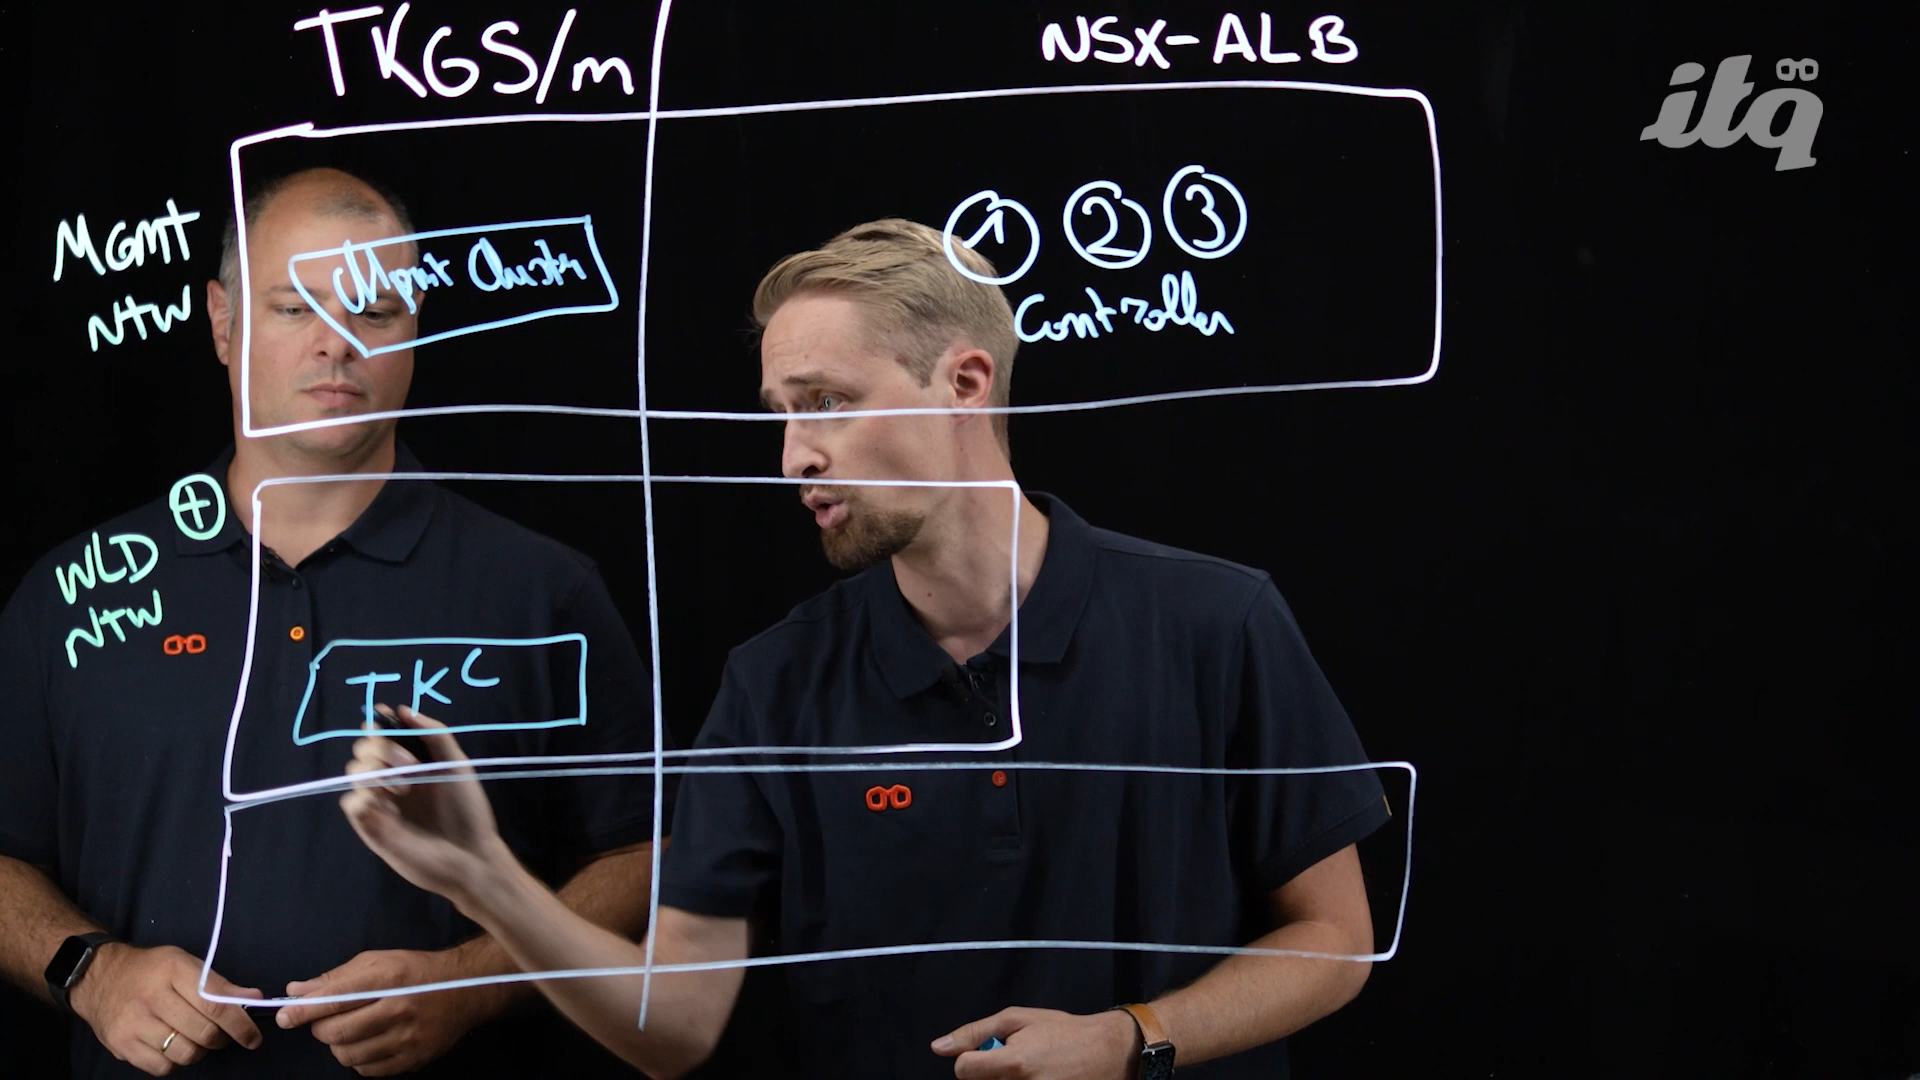 TKGS/m
NSX-ALB
itq
Mgmt
NTW
Mgmt Cluster
1 2 3
Controller
+
WLD
NTW
TKC